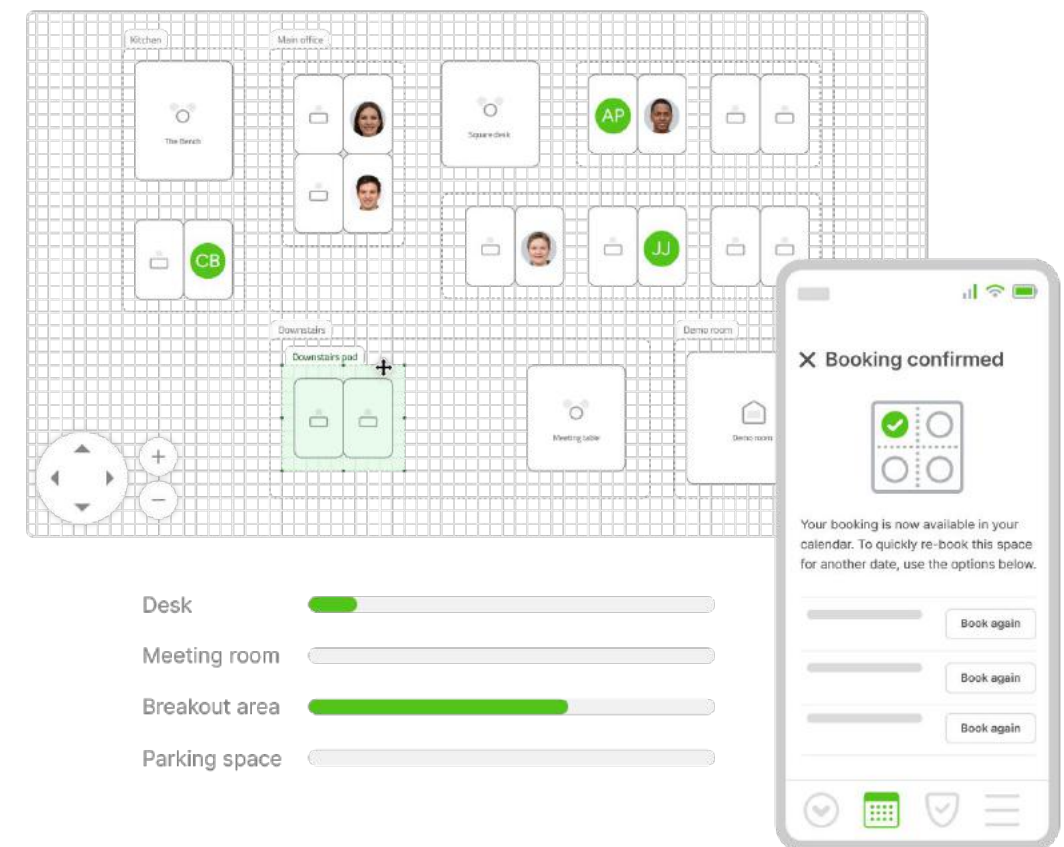 Kitchen
Main office
The Bench
Square desk
AP
CB
JJ
Downstairs
Demo room
Downstairs pod
Meeting table
Demo room
Booking confirmed
Your booking is now available in your
calendar. To quickly re-book this space
for another date, use the options below.
Book again
Book again
Book again
Desk
Meeting room
Breakout area
Parking space